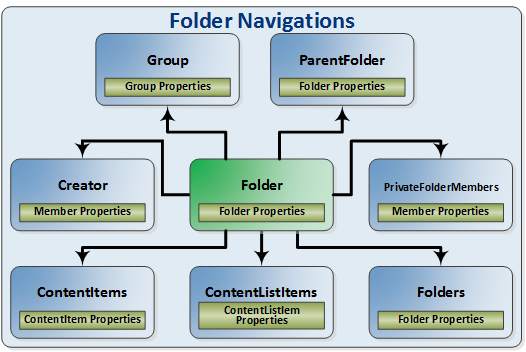 Folder Navigations
Group
Group Properties
ParentFolder
Folder Properties
Creator
Member Properties
Folder
Folder Properties
PrivateFolderMembers
Member Properties
ContentItems
ContentItem Properties
ContentListItems
ContentListItem
Properties
Folders
Folder Properties